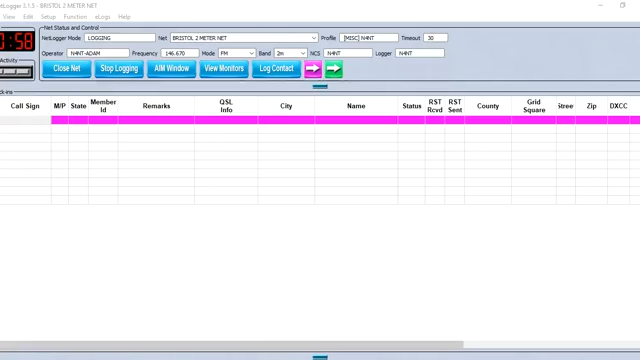 etLogger 3.1.5 - BRISTOL 2 METER NET
View Edit Setup Function eLogs Help
Net Status and Control
NetLogger Mode LOGGING Net BRISTOL 2 METER NET Profile [MISC] N4NT Timeout 30
:58
Operator N4NT-ADAM Frequency 146.670 Mode FM Band 2m NCS N4NT Logger N4NT
Activity
Close Net Stop Logging AIM Window View Monitors Log Contact
ck-ins
Call Sign M/P State Member Id Remarks QSL Info City Name Status RST Rcvd RST Sent County Grid Square Stree Zip DXCC